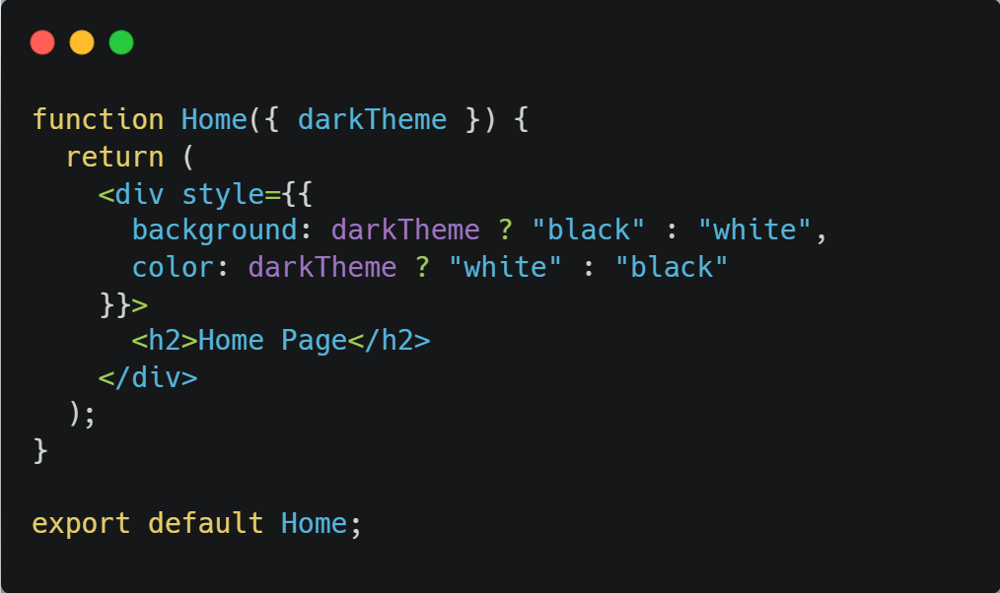 function Home({ darkTheme }) {
  return (
    <div style={{
      background: darkTheme ? "black" : "white",
      color: darkTheme ? "white" : "black"
    }}>
      <h2>Home Page</h2>
    </div>
  );
}

export default Home;